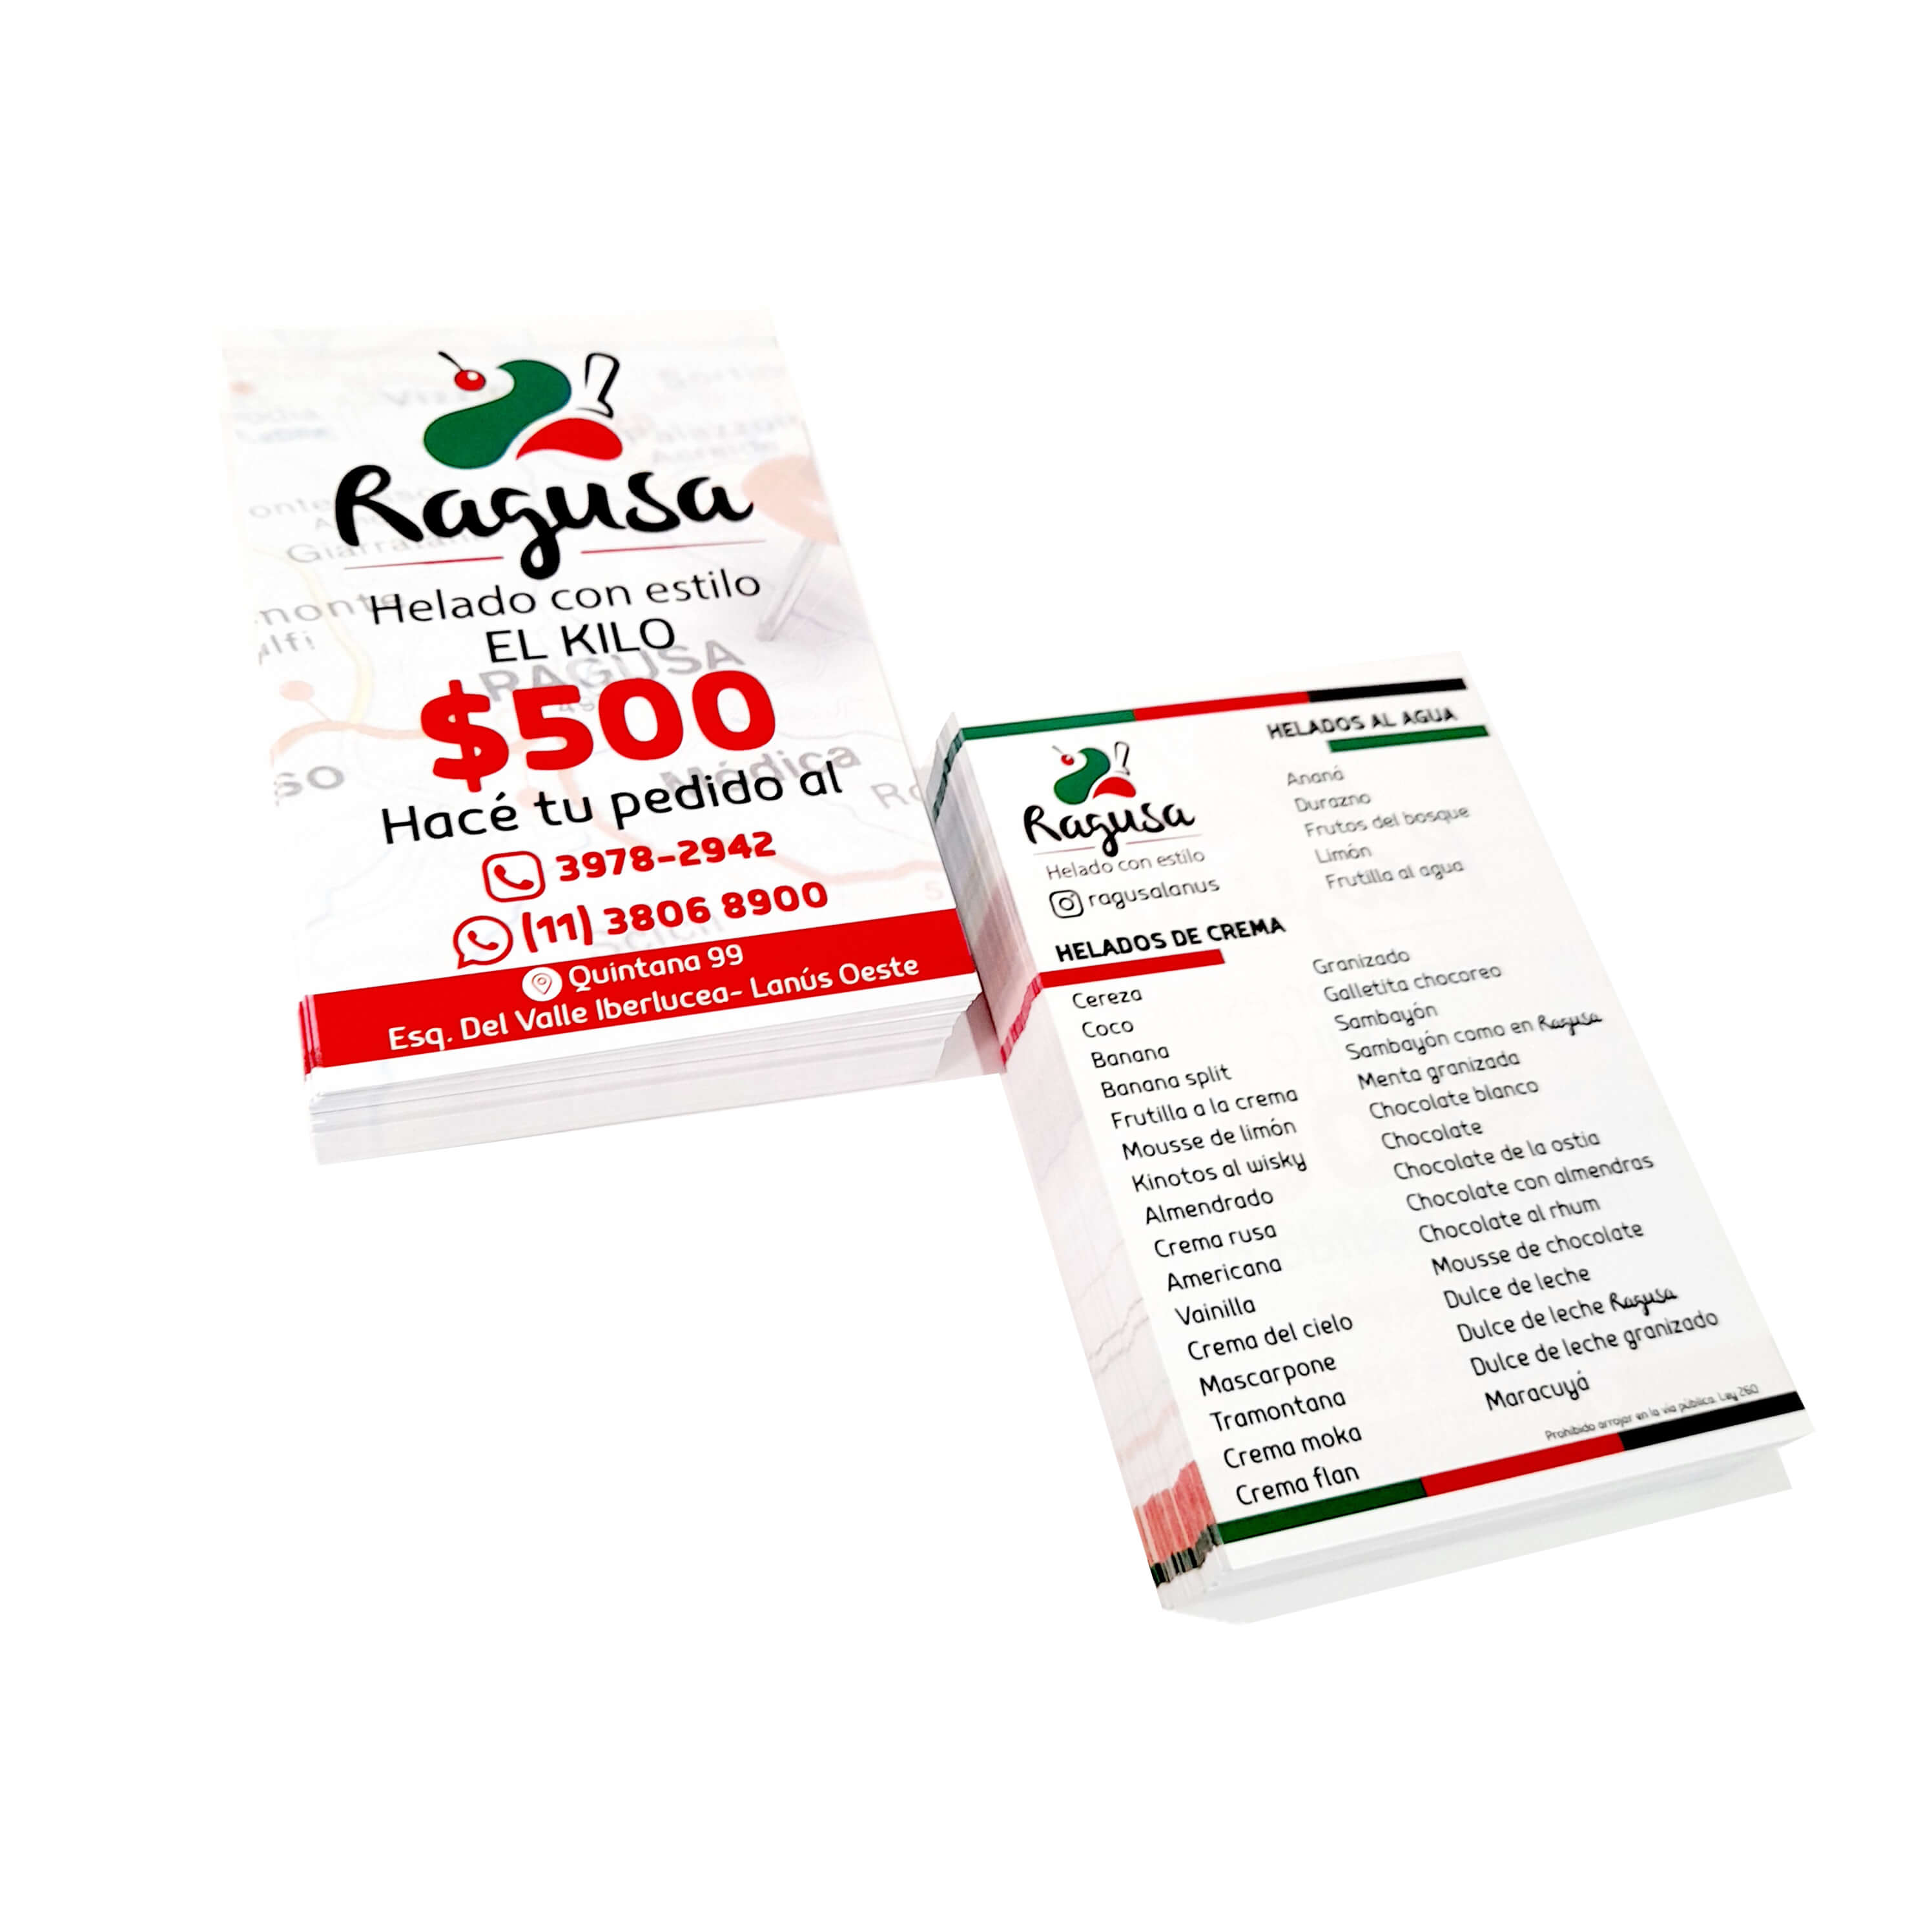 Ragusa
Helado con estilo
EL KILO
RAGUSA
$500
Módica
Hacé tu pedido al
3978-2942
(11) 3806 8900
Quintana 99
Esq. Del Valle Iberlucea- Lanús Oeste
Ragusa
Helado con estilo
ragusalanus
HELADOS AL AGUA
Ananá
Durazno
Frutos del bosque
Limón
Frutilla al agua
HELADOS DE CREMA
Cereza
Coco
Banana
Banana split
Frutilla a la crema
Mousse de limón
Kinotos al wisky
Almendrado
Crema rusa
Americana
Vainilla
Crema del cielo
Mascarpone
Tramontana
Crema moka
Crema flan
Granizado
Galletita chocoreo
Sambayón
Sambayón como en Ragusa
Menta granizada
Chocolate blanco
Chocolate
Chocolate de la ostia
Chocolate con almendras
Chocolate al rhum
Mousse de chocolate
Dulce de leche
Dulce de leche Ragusa
Dulce de leche granizado
Maracuyá
Prohibido arrojar en la vía pública. Ley 260